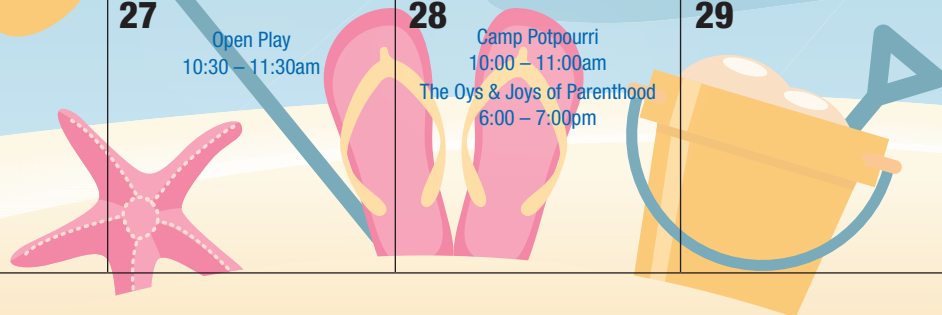 27
Open Play
10:30 – 11:30am
28
Camp Potpourri
10:00 – 11:00am
The Oys & Joys of Parenthood
6:00 – 7:00pm
29